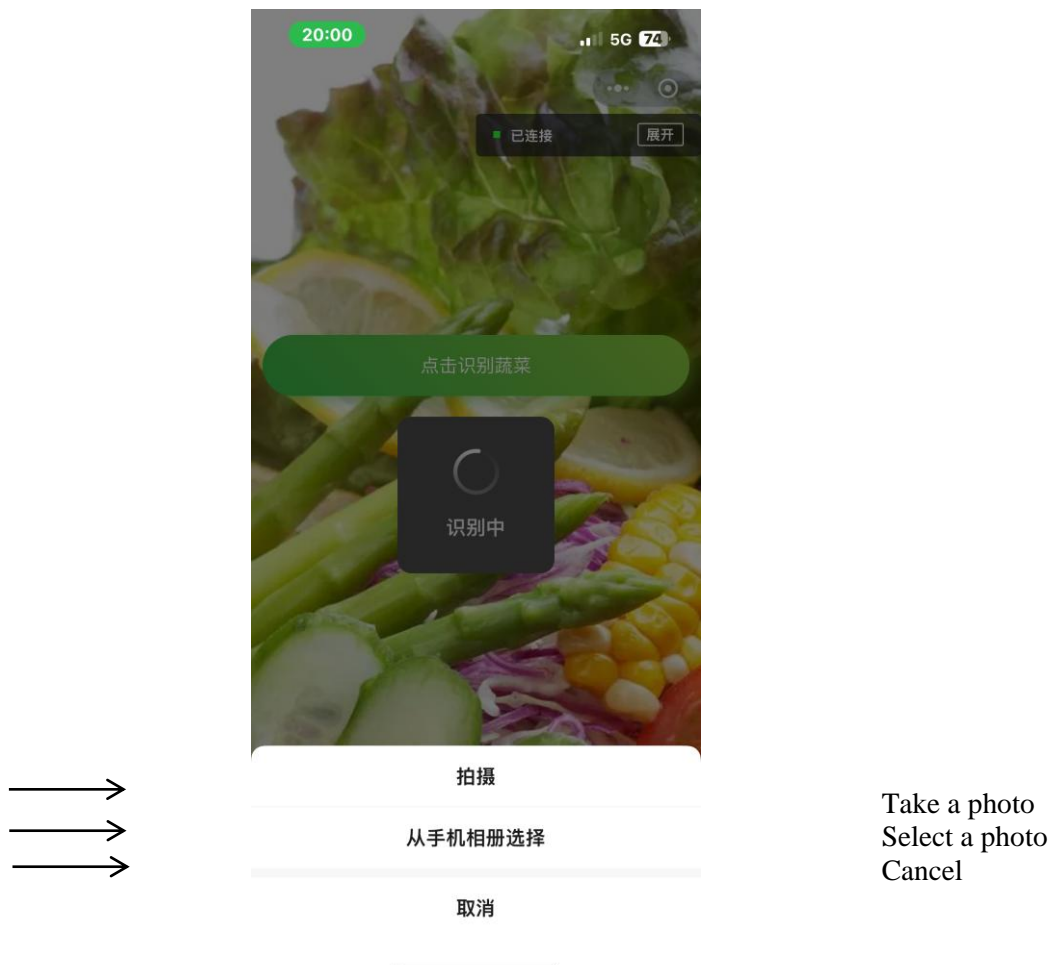 20:00 5G 74
已连接 展开
点击识别蔬菜
识别中
拍摄
从手机相册选择
取消
Take a photo
Select a photo
Cancel